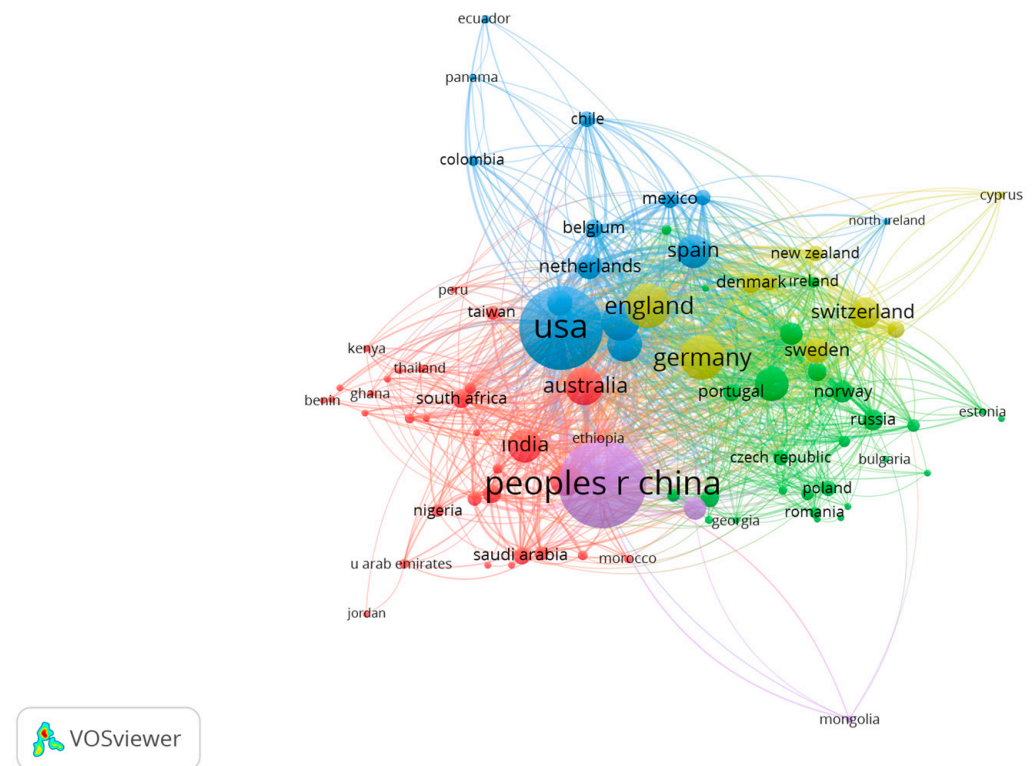 ecuador
panama
chile
colombia
mexico
cyprus
north ireland
belgium
spain
new zealand
netherlands
denmark
ireland
peru
england
switzerland
taiwan
usa
kenya
sweden
germany
thailand
australia
portugal
norway
benin
ghana
south africa
estonia
russia
ethiopia
india
czech republic
bulgaria
peoples r china
poland
nigeria
romania
georgia
saudi arabia
morocco
u arab emirates
jordan
mongolia
VOSviewer